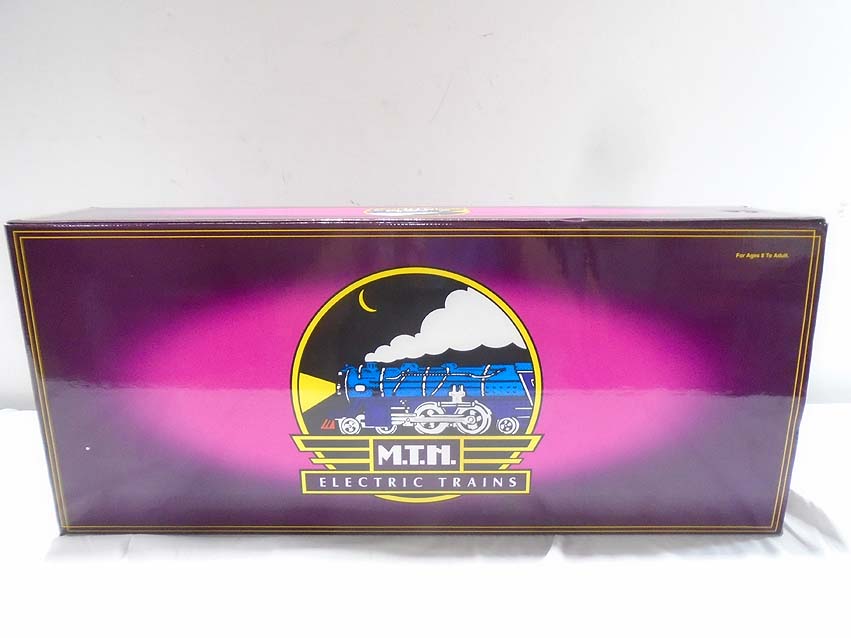 For Ages 8 To Adult.
M.T.H.
ELECTRIC TRAINS